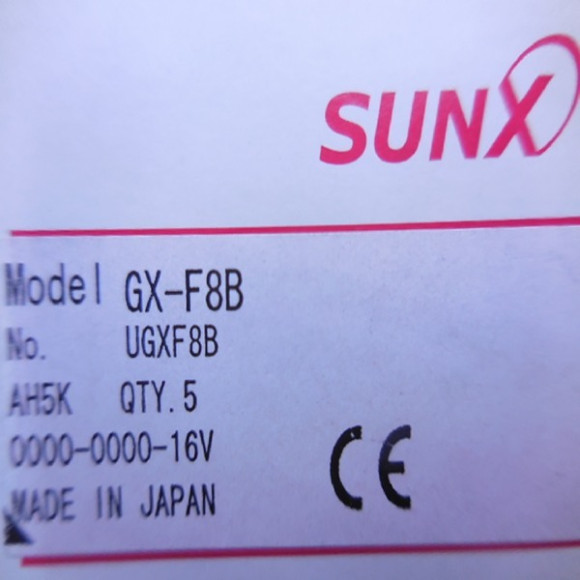 SUNX
Model GX-F8B
No. UGXF8B
AH5K QTY.5
0000-0000-16V
MADE IN JAPAN
CE